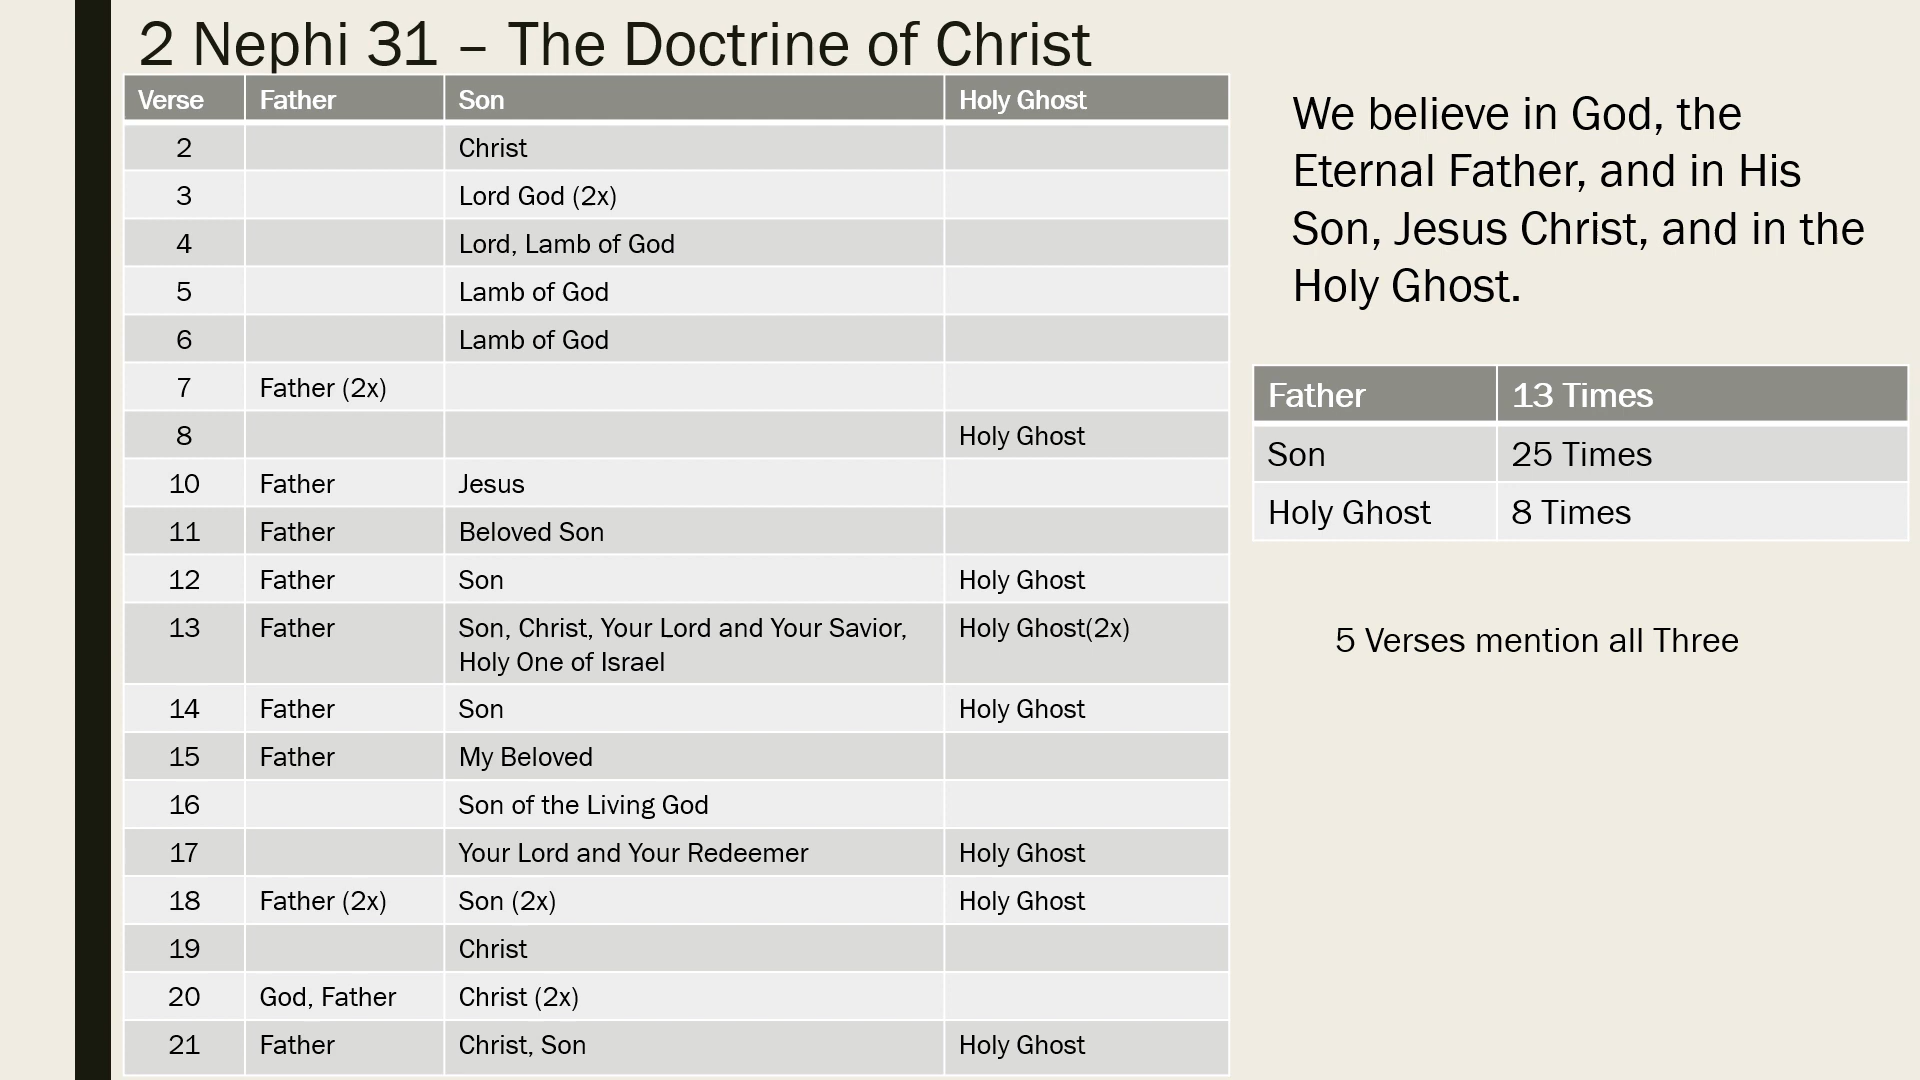 2 Nephi 31 – The Doctrine of Christ
Verse Father Son Holy Ghost
2 Christ
3 Lord God (2x)
4 Lord, Lamb of God
5 Lamb of God
6 Lamb of God
7 Father (2x)
8 Holy Ghost
10 Father Jesus
11 Father Beloved Son
12 Father Son Holy Ghost
13 Father Son, Christ, Your Lord and Your Savior, Holy Ghost(2x)
Holy One of Israel
14 Father Son Holy Ghost
15 Father My Beloved
16 Son of the Living God
17 Your Lord and Your Redeemer Holy Ghost
18 Father (2x) Son (2x) Holy Ghost
19 Christ
20 God, Father Christ (2x)
21 Father Christ, Son Holy Ghost
We believe in God, the
Eternal Father, and in His
Son, Jesus Christ, and in the
Holy Ghost.
Father 13 Times
Son 25 Times
Holy Ghost 8 Times
5 Verses mention all Three